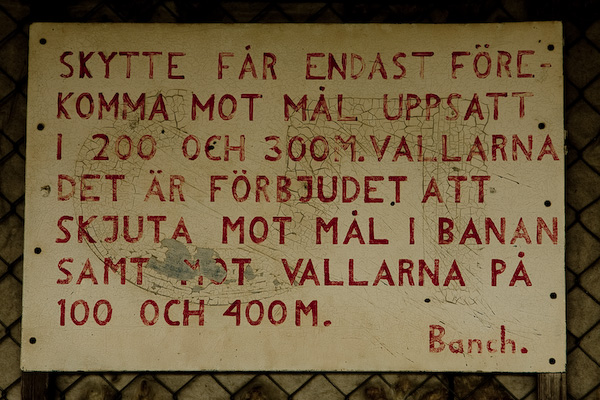 SKYTTE FÅR ENDAST FÖRE-
KOMMA MOT MÅL UPPSATT
I 200 OCH 300M. VALLARNA
DET ÄR FÖRBJUDET ATT
SKJUTA MOT MÅL I BANAN
SAMT MOT VALLARNA PÅ
100 OCH 400M.
Banch.